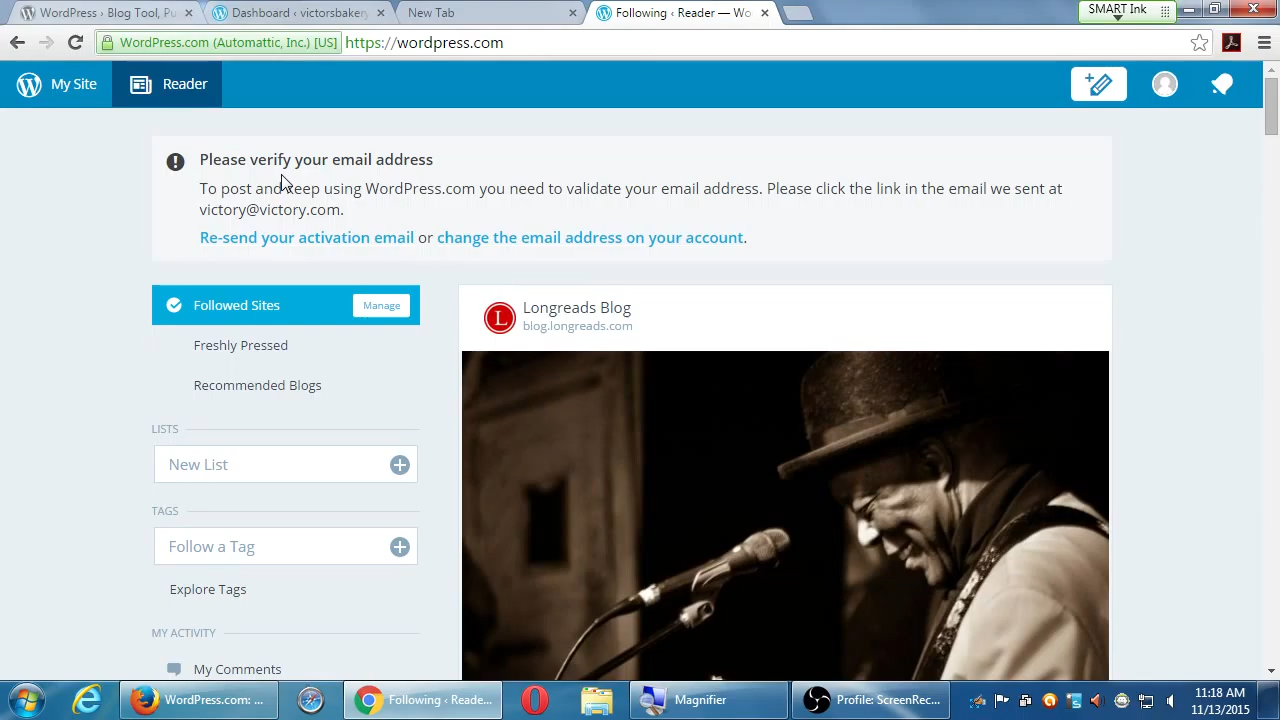 WordPress › Blog Tool, Pu
Dashboard ‹ victorsbakery
New Tab
Following ‹ Reader — Wo
SMART Ink
WordPress.com (Automattic, Inc.) [US]
https://wordpress.com
My Site
Reader
Please verify your email address
To post and keep using WordPress.com you need to validate your email address. Please click the link in the email we sent at
victory@victory.com.
Re-send your activation email or change the email address on your account.
Followed Sites
Manage
Freshly Pressed
Recommended Blogs
LISTS
New List
TAGS
Follow a Tag
Explore Tags
MY ACTIVITY
My Comments
L
Longreads Blog
blog.longreads.com
WordPress.com: ...
Following ‹ Reade...
Magnifier
Profile: ScreenRec...
11:18 AM
11/13/2015